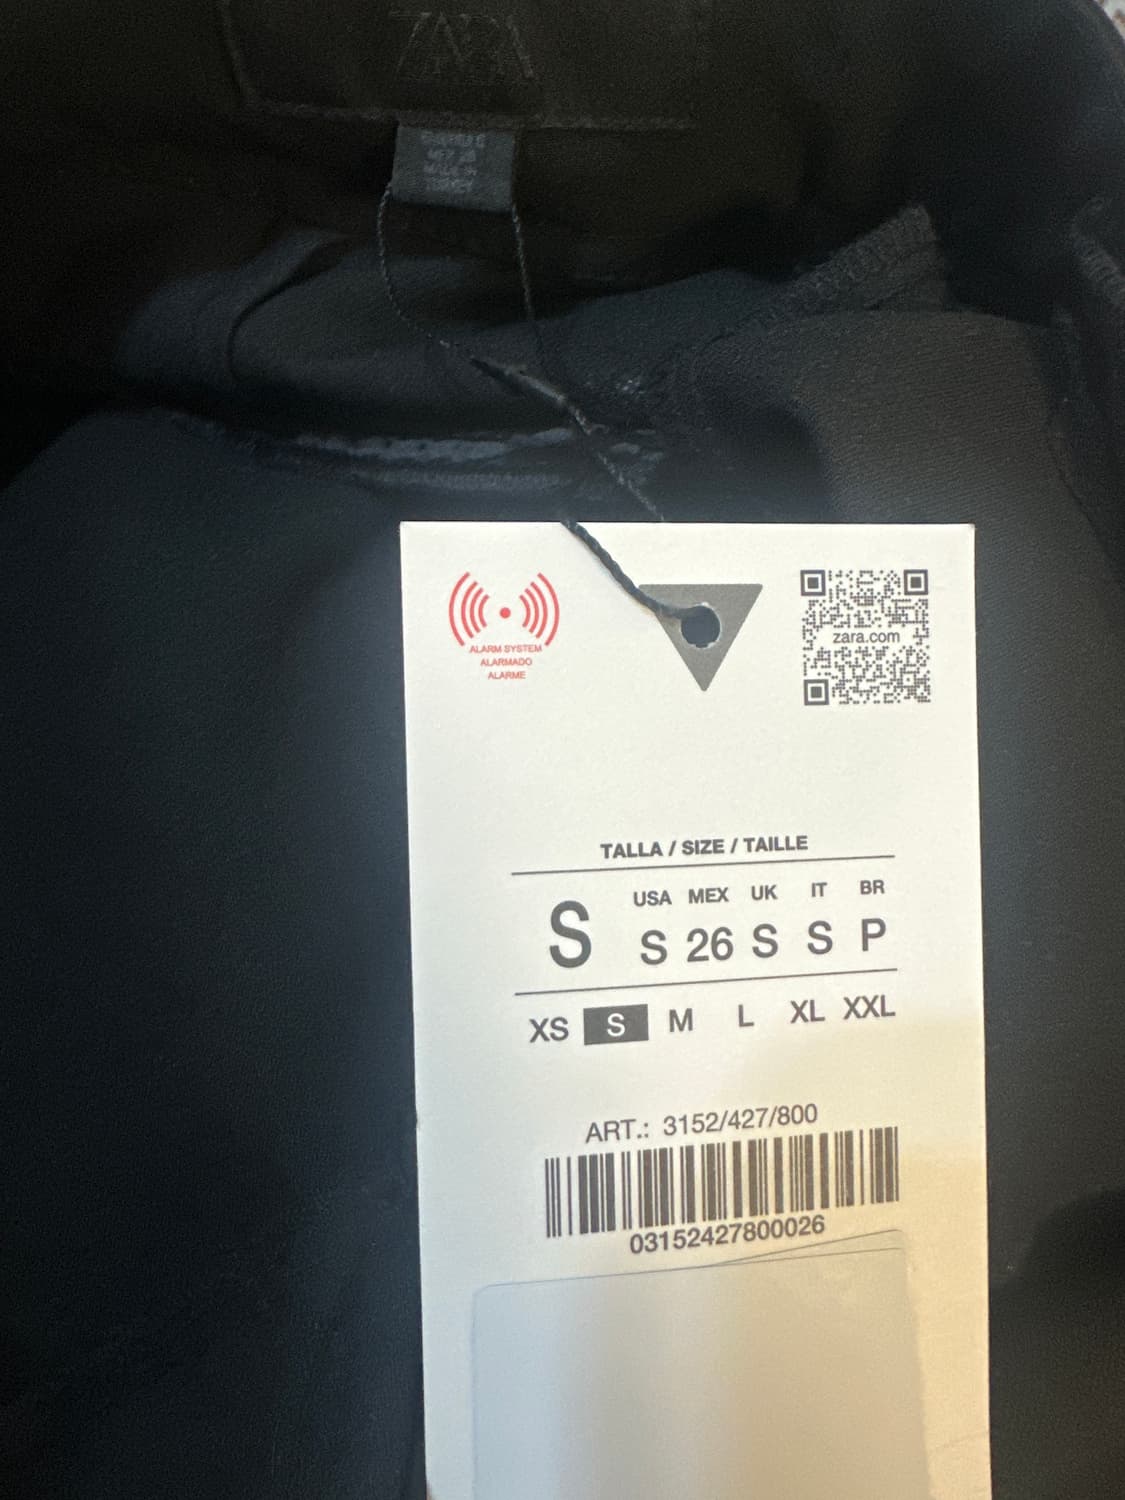 ZARA
ALARM SYSTEM
ALARMADO
ALARME
zara.com
TALLA / SIZE / TAILLE
S
USA MEX UK IT BR
S 26 S S P
XS S M L XL XXL
ART.: 3152/427/800
03152427800026